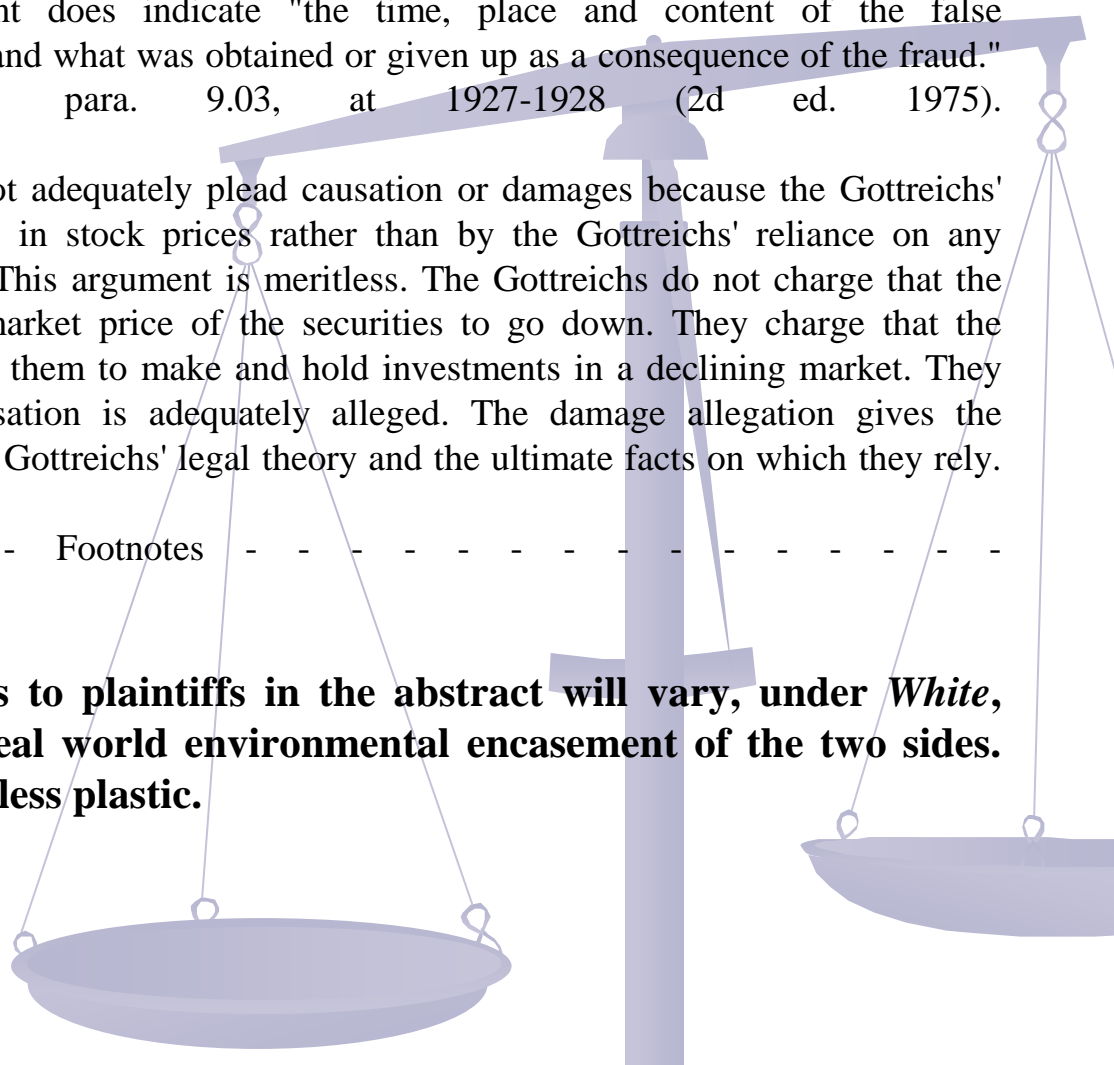 nt does indicate "the time, place and content of the false
and what was obtained or given up as a consequence of the fraud."
para. 9.03, at 1927-1928 (2d ed. 1975).
ot adequately plead causation or damages because the Gottreichs'
in stock prices rather than by the Gottreichs' reliance on any
This argument is meritless. The Gottreichs do not charge that the
market price of the securities to go down. They charge that the
them to make and hold investments in a declining market. They
sation is adequately alleged. The damage allegation gives the
Gottreichs' legal theory and the ultimate facts on which they rely.
- Footnotes - - - - - - - - - - - - - - -
s to plaintiffs in the abstract will vary, under White,
eal world environmental encasement of the two sides.
less plastic.